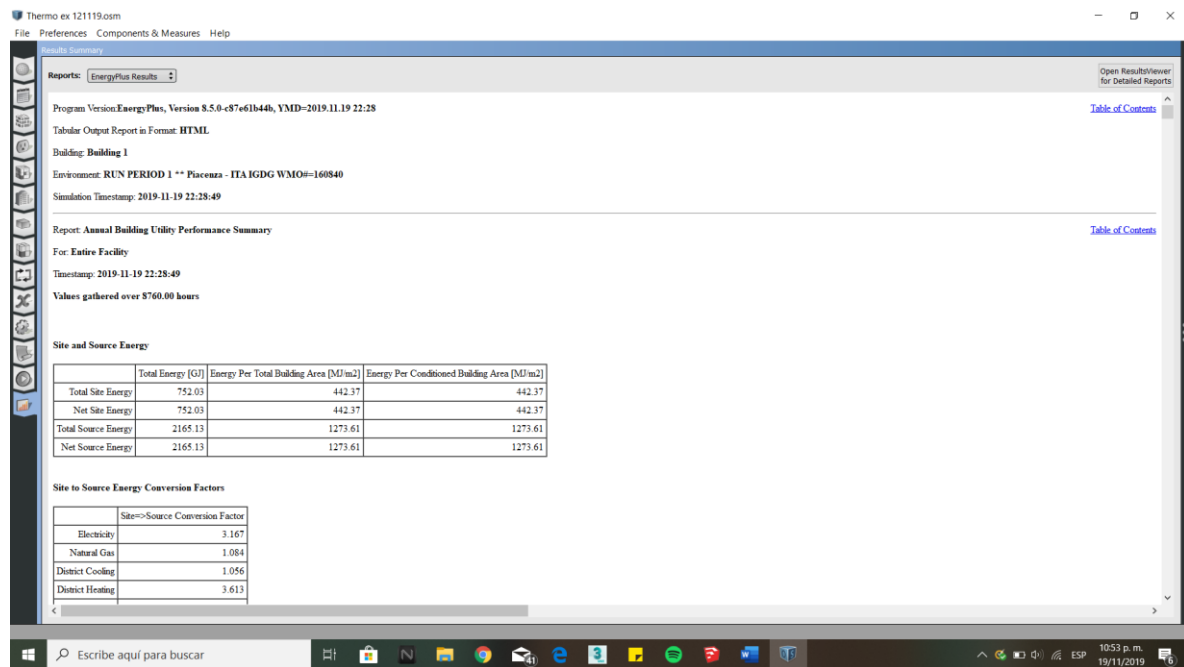 Thermo ex 121119.osm
File Preferences Components & Measures Help
Results Summary
Reports: EnergyPlus Results
Open ResultsViewer
for Detailed Reports
Program Version:EnergyPlus, Version 8.5.0-c87e61b44b, YMD=2019.11.19 22:28
Table of Contents
Tabular Output Report in Format: HTML
Building: Building 1
Environment: RUN PERIOD 1 ** Piacenza - ITA IGDG WMO#=160840
Simulation Timestamp: 2019-11-19 22:28:49
Report: Annual Building Utility Performance Summary
Table of Contents
For: Entire Facility
Timestamp: 2019-11-19 22:28:49
Values gathered over 8760.00 hours
Site and Source Energy
Total Energy [GJ] Energy Per Total Building Area [MJ/m2] Energy Per Conditioned Building Area [MJ/m2]
Total Site Energy 752.03 442.37 442.37
Net Site Energy 752.03 442.37 442.37
Total Source Energy 2165.13 1273.61 1273.61
Net Source Energy 2165.13 1273.61 1273.61
Site to Source Energy Conversion Factors
Site=>Source Conversion Factor
Electricity 3.167
Natural Gas 1.084
District Cooling 1.056
District Heating 3.613
Escribe aquí para buscar
41
ESP
10:53 p. m.
19/11/2019
6